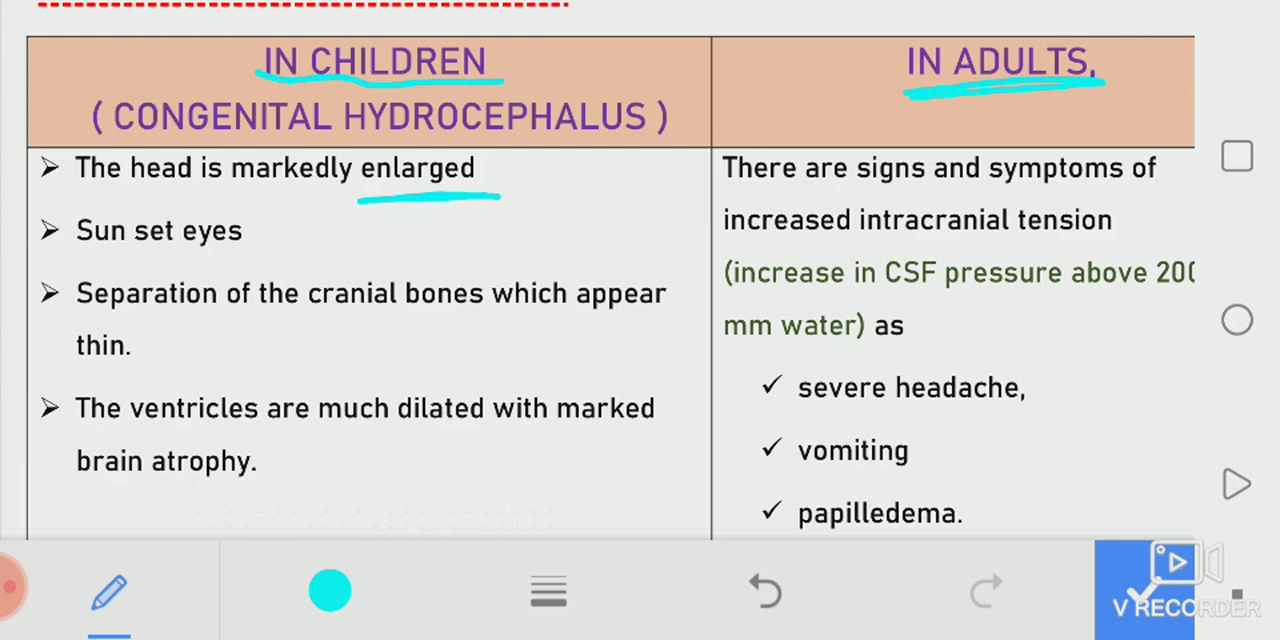 IN CHILDREN
( CONGENITAL HYDROCEPHALUS )
The head is markedly enlarged
Sun set eyes
Separation of the cranial bones which appear
thin.
The ventricles are much dilated with marked
brain atrophy.
IN ADULTS,
There are signs and symptoms of
increased intracranial tension
(increase in CSF pressure above 200
mm water) as
severe headache,
vomiting
papilledema.
V RECORDER